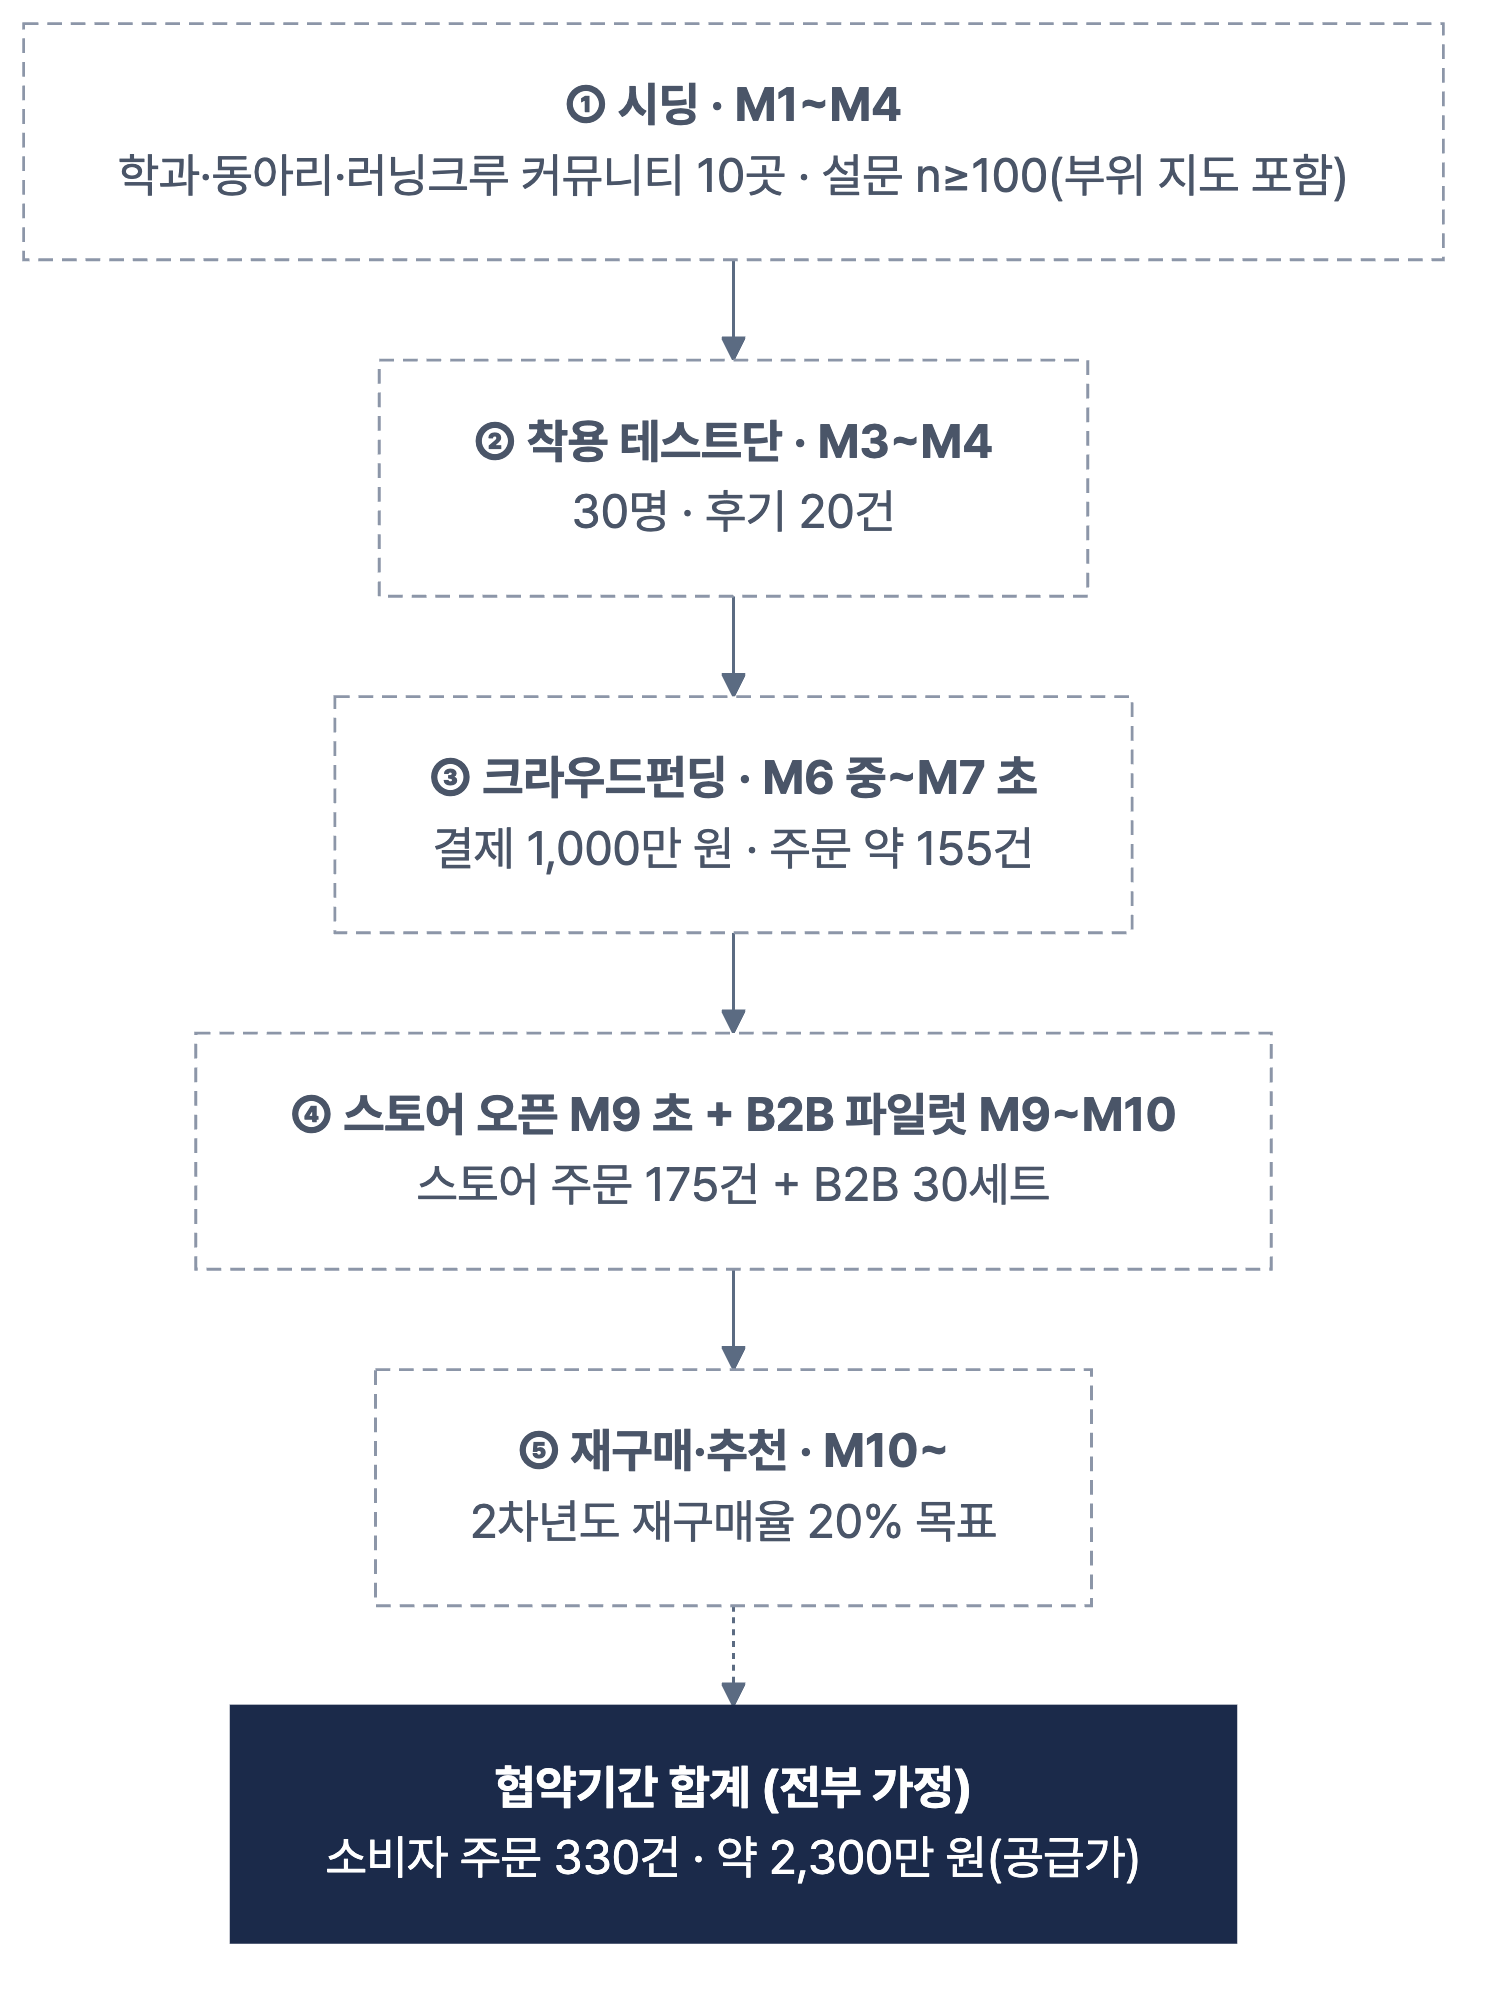 ① 시딩 · M1~M4
학과·동아리·러닝크루 커뮤니티 10곳 · 설문 n≥100(부위 지도 포함)
② 착용 테스트단 · M3~M4
30명 · 후기 20건
③ 크라우드펀딩 · M6 중~M7 초
결제 1,000만 원 · 주문 약 155건
④ 스토어 오픈 M9 초 + B2B 파일럿 M9~M10
스토어 주문 175건 + B2B 30세트
⑤ 재구매·추천 · M10~
2차년도 재구매율 20% 목표
협약기간 합계 (전부 가정)
소비자 주문 330건 · 약 2,300만 원(공급가)